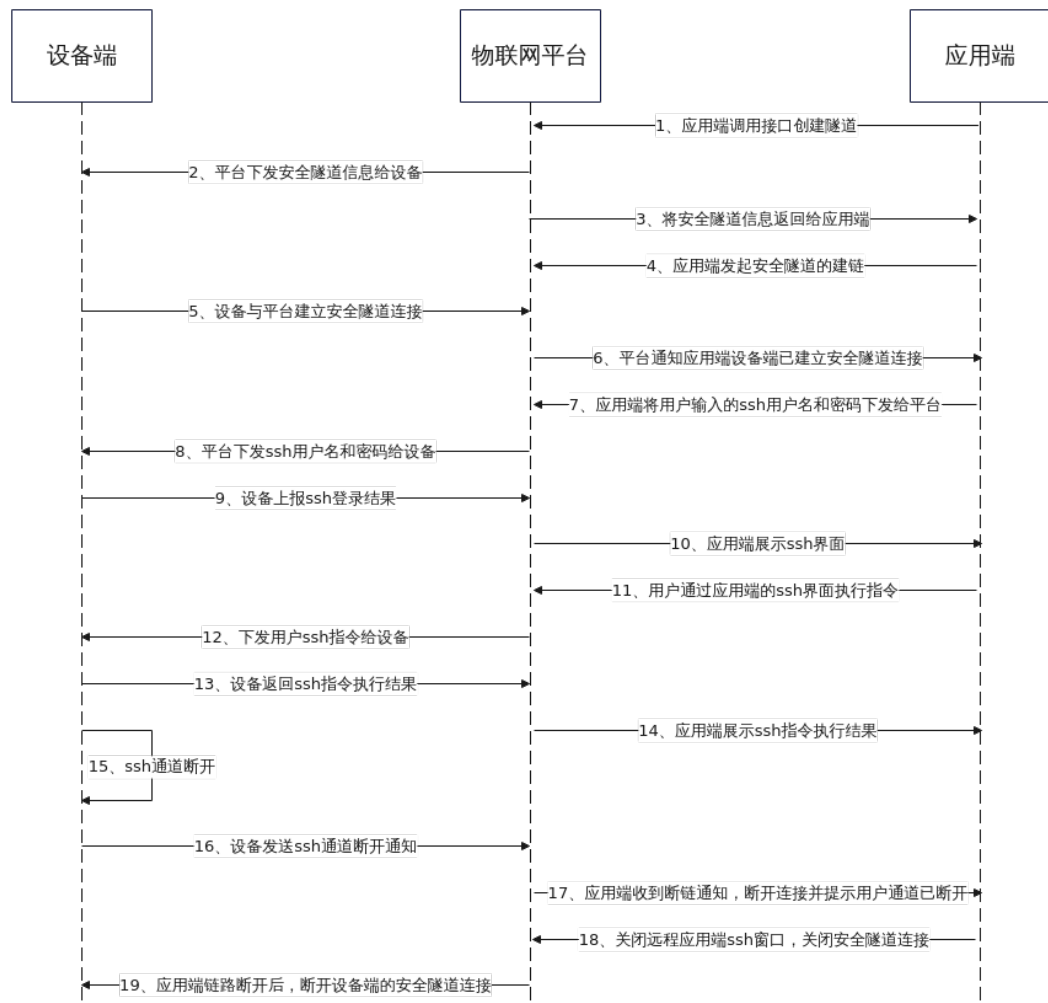 设备端
物联网平台
应用端
1、应用端调用接口创建隧道
2、平台下发安全隧道信息给设备
3、将安全隧道信息返回给应用端
4、应用端发起安全隧道的建链
5、设备与平台建立安全隧道连接
6、平台通知应用端设备端已建立安全隧道连接
7、应用端将用户输入的ssh用户名和密码下发给平台
8、平台下发ssh用户名和密码给设备
9、设备上报ssh登录结果
10、应用端展示ssh界面
11、用户通过应用端的ssh界面执行指令
12、下发用户ssh指令给设备
13、设备返回ssh指令执行结果
14、应用端展示ssh指令执行结果
15、ssh通道断开
16、设备发送ssh通道断开通知
17、应用端收到断链通知，断开连接并提示用户通道已断开
18、关闭远程应用端ssh窗口，关闭安全隧道连接
19、应用端链路断开后，断开设备端的安全隧道连接